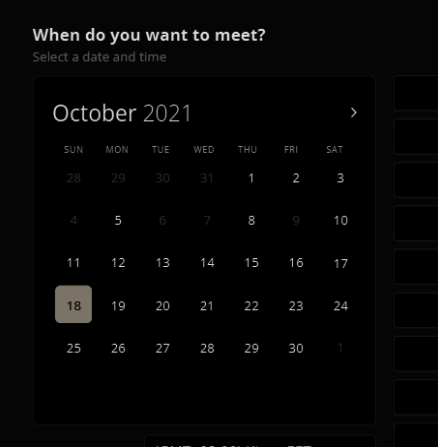 When do you want to meet?
Select a date and time
October 2021
SUN MON TUE WED THU FRI SAT
28 29 30 31 1 2 3
4 5 6 7 8 9 10
11 12 13 14 15 16 17
18 19 20 21 22 23 24
25 26 27 28 29 30 1